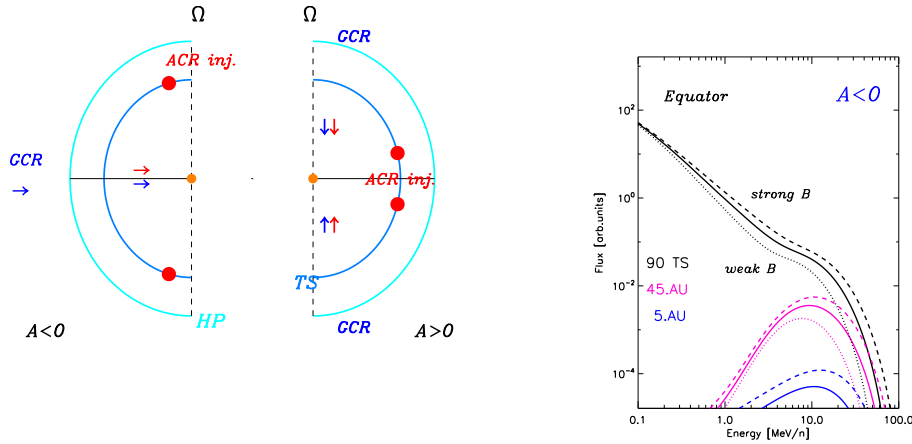 Ω
ACR inj.
GCR
HP
A<0
Ω
GCR
ACR inj.
TS
GCR
A>0
Equator
A<0
strong B
weak B
90 TS
45.AU
5.AU
Flux [arb.units]
10²
10⁰
10⁻²
10⁻⁴
0.1
1.0
10.0
100.0
Energy [MeV/n]